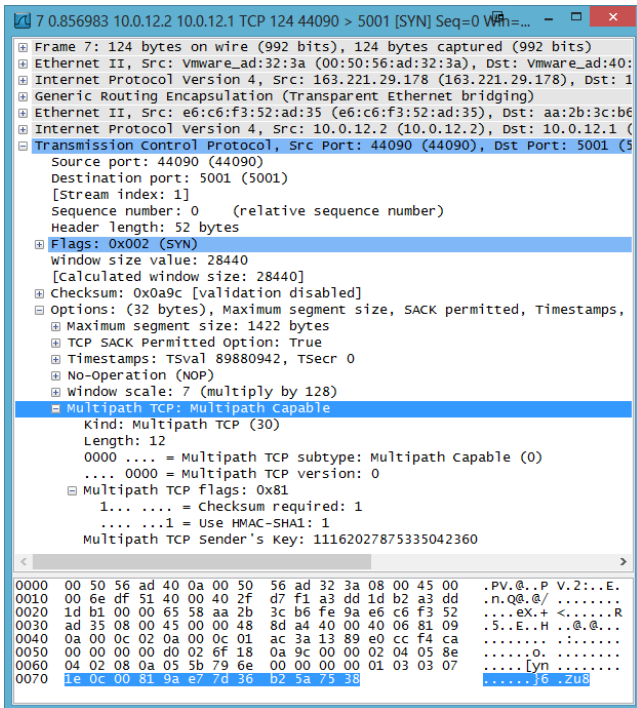 7 0.856983 10.0.12.2 10.0.12.1 TCP 124 44090 > 5001 [SYN] Seq=0 Win=...
Frame 7: 124 bytes on wire (992 bits), 124 bytes captured (992 bits)
Ethernet II, Src: Vmware_ad:32:3a (00:50:56:ad:32:3a), Dst: Vmware_ad:40:
Internet Protocol Version 4, Src: 163.221.29.178 (163.221.29.178), Dst: 1
Generic Routing Encapsulation (Transparent Ethernet bridging)
Ethernet II, Src: e6:c6:f3:52:ad:35 (e6:c6:f3:52:ad:35), Dst: aa:2b:3c:b6
Internet Protocol Version 4, Src: 10.0.12.2 (10.0.12.2), Dst: 10.0.12.1 (
Transmission Control Protocol, Src Port: 44090 (44090), Dst Port: 5001 (5
Source port: 44090 (44090)
Destination port: 5001 (5001)
[Stream index: 1]
Sequence number: 0 (relative sequence number)
Header length: 52 bytes
Flags: 0x002 (SYN)
Window size value: 28440
[Calculated window size: 28440]
Checksum: 0x0a9c [validation disabled]
Options: (32 bytes), Maximum segment size, SACK permitted, Timestamps,
Maximum segment size: 1422 bytes
TCP SACK Permitted Option: True
Timestamps: TSval 89880942, TSecr 0
No-Operation (NOP)
Window scale: 7 (multiply by 128)
Multipath TCP: Multipath Capable
Kind: Multipath TCP (30)
Length: 12
0000 .... = Multipath TCP subtype: Multipath Capable (0)
.... 0000 = Multipath TCP version: 0
Multipath TCP flags: 0x81
1... .... = Checksum required: 1
.... ...1 = Use HMAC-SHA1: 1
Multipath TCP Sender's Key: 11162027875335042360
0000 00 50 56 ad 40 0a 00 50 56 ad 32 3a 08 00 45 00 .PV.@..P V.2:..E.
0010 00 6e df 51 40 00 40 2f d7 f1 a3 dd 1d b2 a3 dd .n.Q@.@/ ........
0020 1d b1 00 00 65 58 aa 2b 3c b6 fe 9a e6 c6 f3 52 ....eX.+ <......R
0030 ad 35 08 00 45 00 00 48 8d a4 40 00 40 06 81 09 .5..E..H ..@.@...
0040 0a 00 0c 02 0a 00 0c 01 ac 3a 13 89 e0 cc f4 ca ........ .:......
0050 00 00 00 00 d0 02 6f 18 0a 9c 00 00 02 04 05 8e ......o. ........
0060 04 02 08 0a 05 5b 79 6e 00 00 00 00 01 03 03 07 .....[yn ........
0070 1e 0c 00 81 9a e7 7d 36 b2 5a 75 38 ......}6 .Zu8